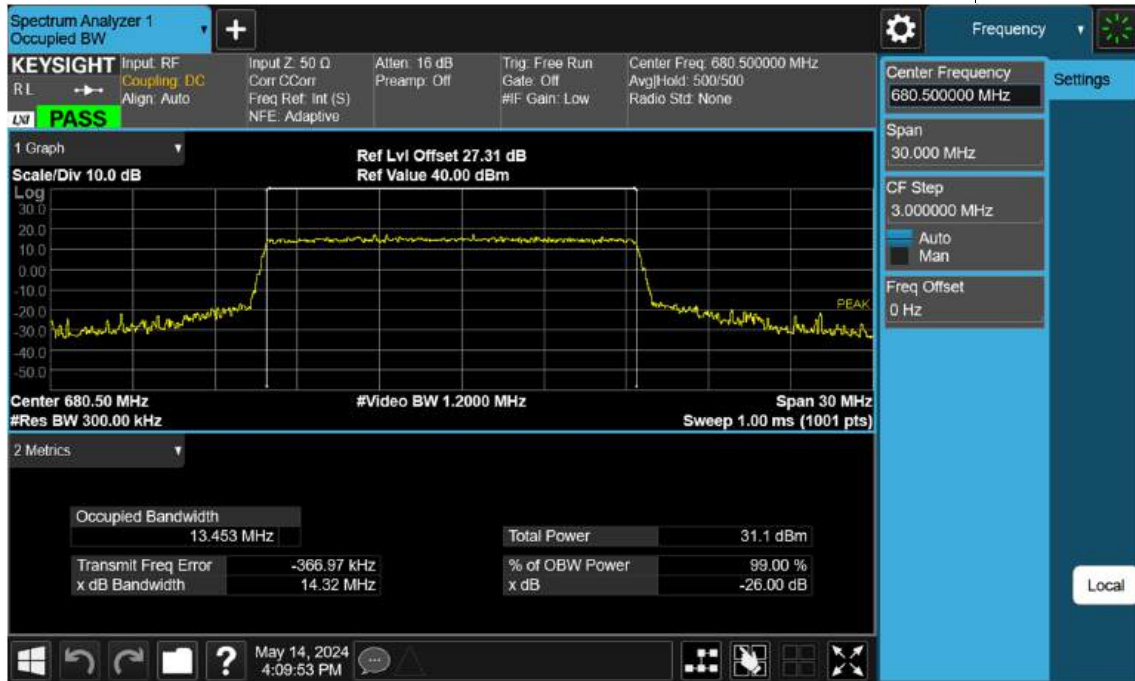 Spectrum Analyzer 1
Occupied BW
+
Frequency
KEYSIGHT
R L
LXI
PASS
Input: RF
Coupling: DC
Align: Auto
Input Z: 50 Ω
Corr CCorr
Freq Ref: Int (S)
NFE: Adaptive
Atten: 16 dB
Preamp: Off
Trig: Free Run
Gate: Off
#IF Gain: Low
Center Freq: 680.500000 MHz
Avg|Hold: 500/500
Radio Std: None
Center Frequency
680.500000 MHz
Settings
Span
30.000 MHz
CF Step
3.000000 MHz
Auto
Man
Freq Offset
0 Hz
1 Graph
Scale/Div 10.0 dB
Ref Lvl Offset 27.31 dB
Ref Value 40.00 dBm
Log
30.0
20.0
10.0
0.00
-10.0
-20.0
-30.0
-40.0
-50.0
PEAK
Center 680.50 MHz
#Video BW 1.2000 MHz
Span 30 MHz
#Res BW 300.00 kHz
Sweep 1.00 ms (1001 pts)
2 Metrics
Occupied Bandwidth
13.453 MHz
Total Power 31.1 dBm
Transmit Freq Error -366.97 kHz
% of OBW Power 99.00 %
x dB Bandwidth 14.32 MHz
x dB -26.00 dB
Local
?
May 14, 2024
4:09:53 PM